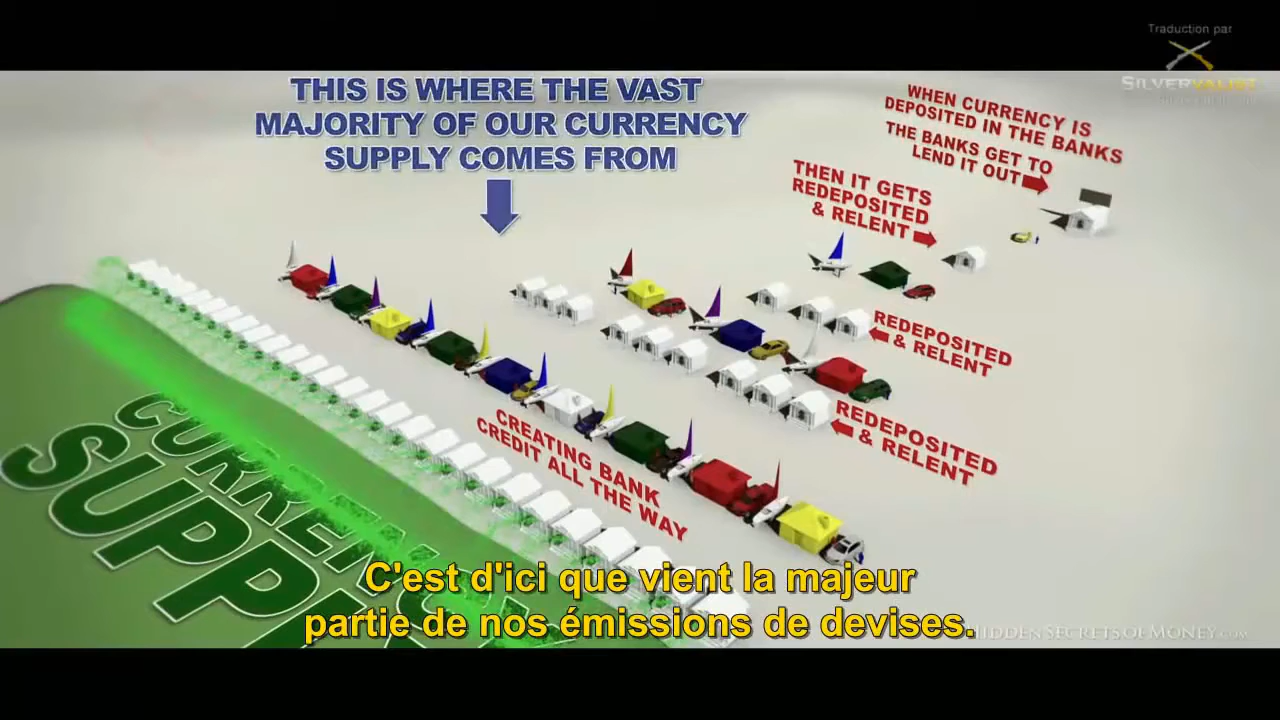 Traduction par
SILVERVALIST
THIS IS WHERE THE VAST
MAJORITY OF OUR CURRENCY
SUPPLY COMES FROM
WHEN CURRENCY IS
DEPOSITED IN THE BANKS
THE BANKS GET TO
LEND IT OUT
THEN IT GETS
REDEPOSITED
& RELENT
REDEPOSITED
& RELENT
REDEPOSITED
& RELENT
CREATING BANK
CREDIT ALL THE WAY
CURRENCY
SUPPLY
C'est d'ici que vient la majeur
partie de nos émissions de devises.
HIDDENSECRETSOFMONEY.COM